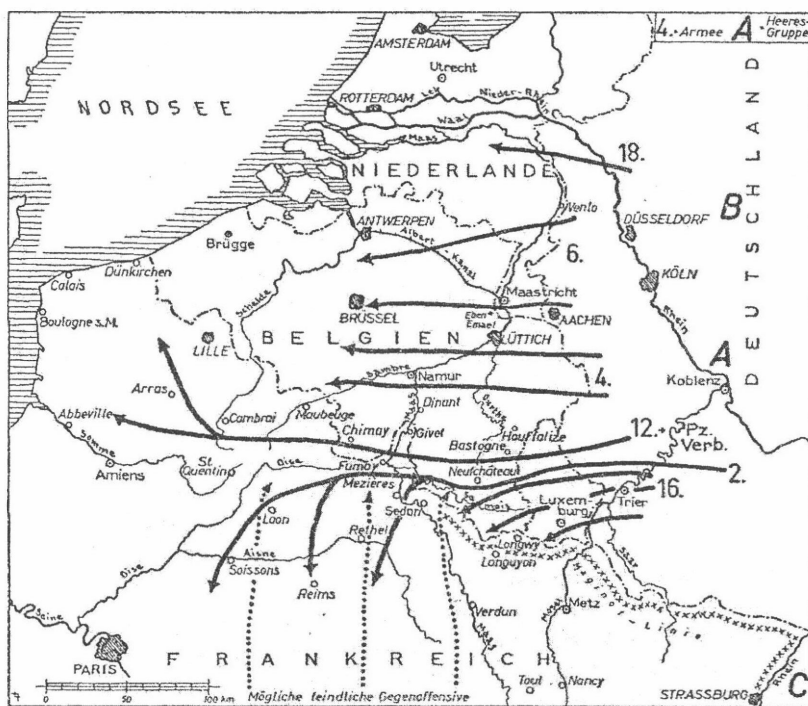 4. - Armee A - Heeres-Gruppe
NORDSEE
AMSTERDAM
Utrecht
ROTTERDAM
Lek
Nieder-Rhein
Waal
Maas
NIEDERLANDE
18.
DEUTSCHLAND
B
Venlo
DÜSSELDORF
ANTWERPEN
Albert-Kanal
6.
KÖLN
Rhein
Brügge
Dünkirchen
Calais
Schelde
Boulogne s.M.
BRÜSSEL
Maastricht
Eben Emael
AACHEN
LILLE
BELGIEN
LÜTTICH
A
Koblenz
Sambre
Namur
4.
Arras
Dinant
Maas
Ourthe
Abbeville
Cambrai
Maubeuge
Chimay
Givet
Houffalize
Bastogne
12. + Pz. Verb.
Somme
Amiens
St. Quentin
Oise
Fumay
Neufchâteau
2.
Mezières
Sedan
16.
Trier
Luxemburg
Laon
Rethel
Longwy
Longuyon
Saar
Aisne
Soissons
Oise
Reims
Maginot-Linie
Verdun
Maas
Metz
Mosel
Seine
PARIS
FRANKREICH
Toul
Nancy
Rhein
STRASSBURG
C
0 50 100 km
Mögliche feindliche Gegenoffensive